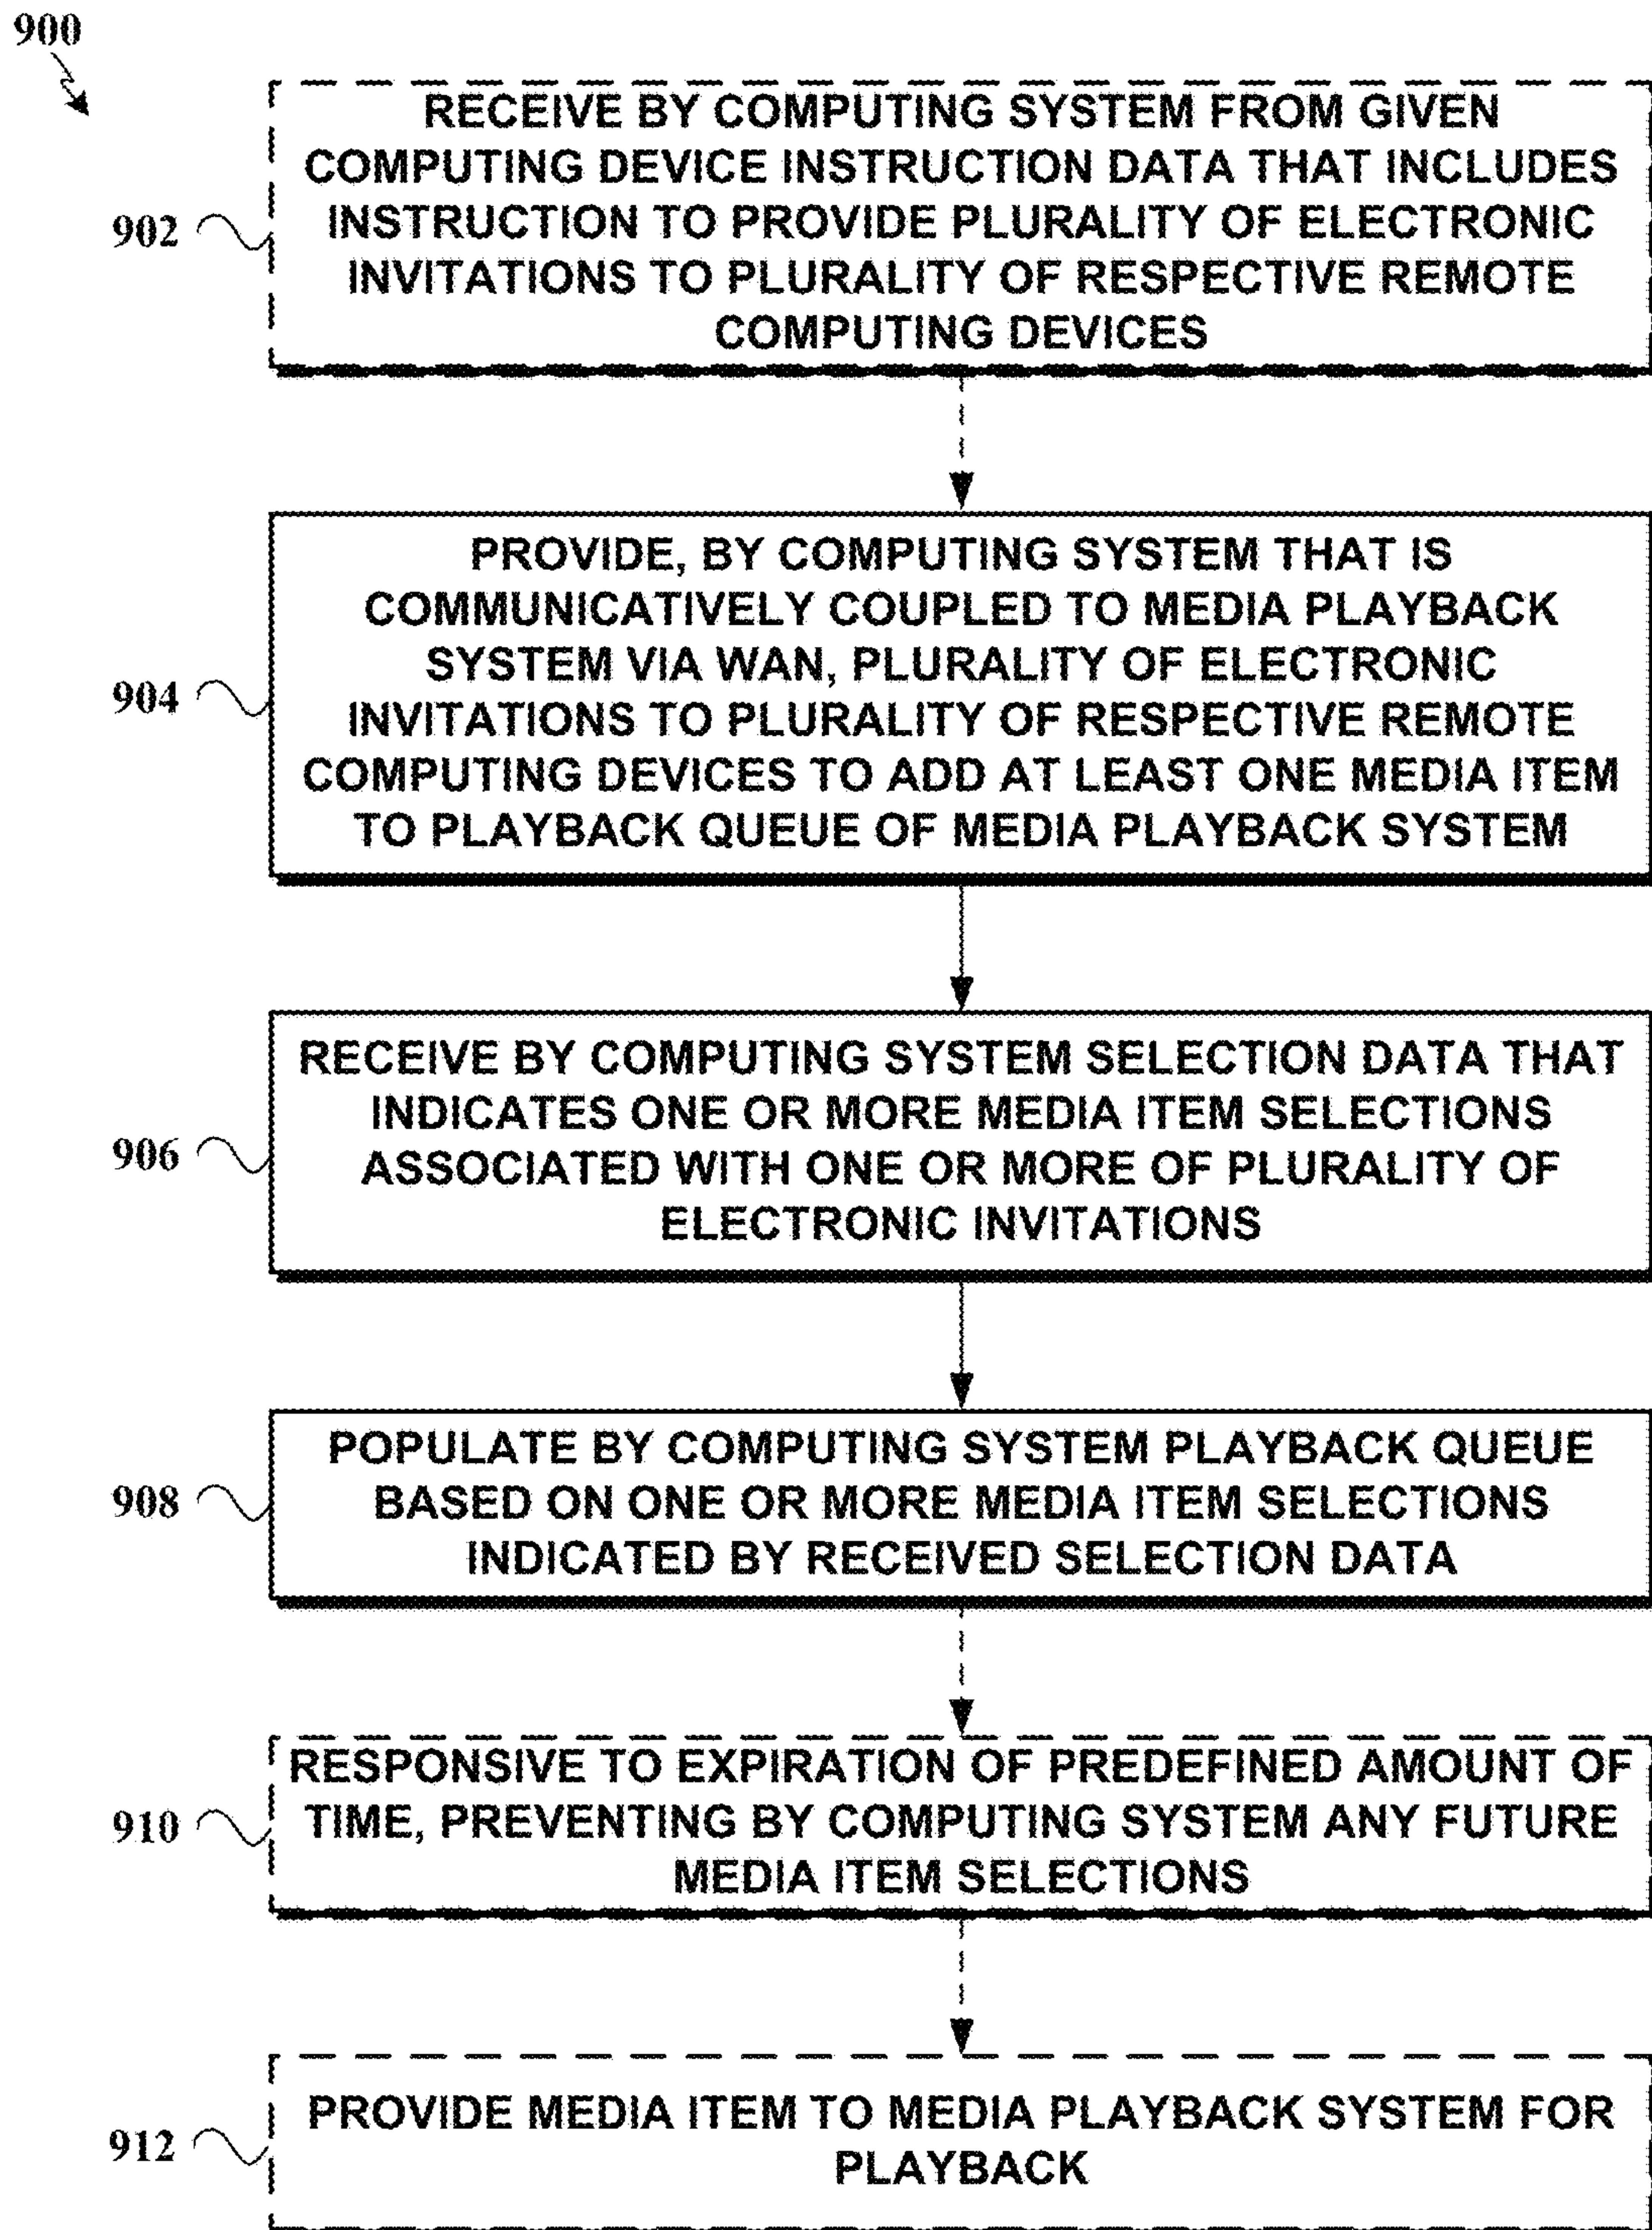 900
RECEIVE BY COMPUTING SYSTEM FROM GIVEN
COMPUTING DEVICE INSTRUCTION DATA THAT INCLUDES
INSTRUCTION TO PROVIDE PLURALITY OF ELECTRONIC
INVITATIONS TO PLURALITY OF RESPECTIVE REMOTE
COMPUTING DEVICES
902
PROVIDE, BY COMPUTING SYSTEM THAT IS
COMMUNICATIVELY COUPLED TO MEDIA PLAYBACK
SYSTEM VIA WAN, PLURALITY OF ELECTRONIC
INVITATIONS TO PLURALITY OF RESPECTIVE REMOTE
COMPUTING DEVICES TO ADD AT LEAST ONE MEDIA ITEM
TO PLAYBACK QUEUE OF MEDIA PLAYBACK SYSTEM
904
RECEIVE BY COMPUTING SYSTEM SELECTION DATA THAT
INDICATES ONE OR MORE MEDIA ITEM SELECTIONS
ASSOCIATED WITH ONE OR MORE OF PLURALITY OF
ELECTRONIC INVITATIONS
906
POPULATE BY COMPUTING SYSTEM PLAYBACK QUEUE
BASED ON ONE OR MORE MEDIA ITEM SELECTIONS
INDICATED BY RECEIVED SELECTION DATA
908
RESPONSIVE TO EXPIRATION OF PREDEFINED AMOUNT OF
TIME, PREVENTING BY COMPUTING SYSTEM ANY FUTURE
MEDIA ITEM SELECTIONS
910
PROVIDE MEDIA ITEM TO MEDIA PLAYBACK SYSTEM FOR
PLAYBACK
912